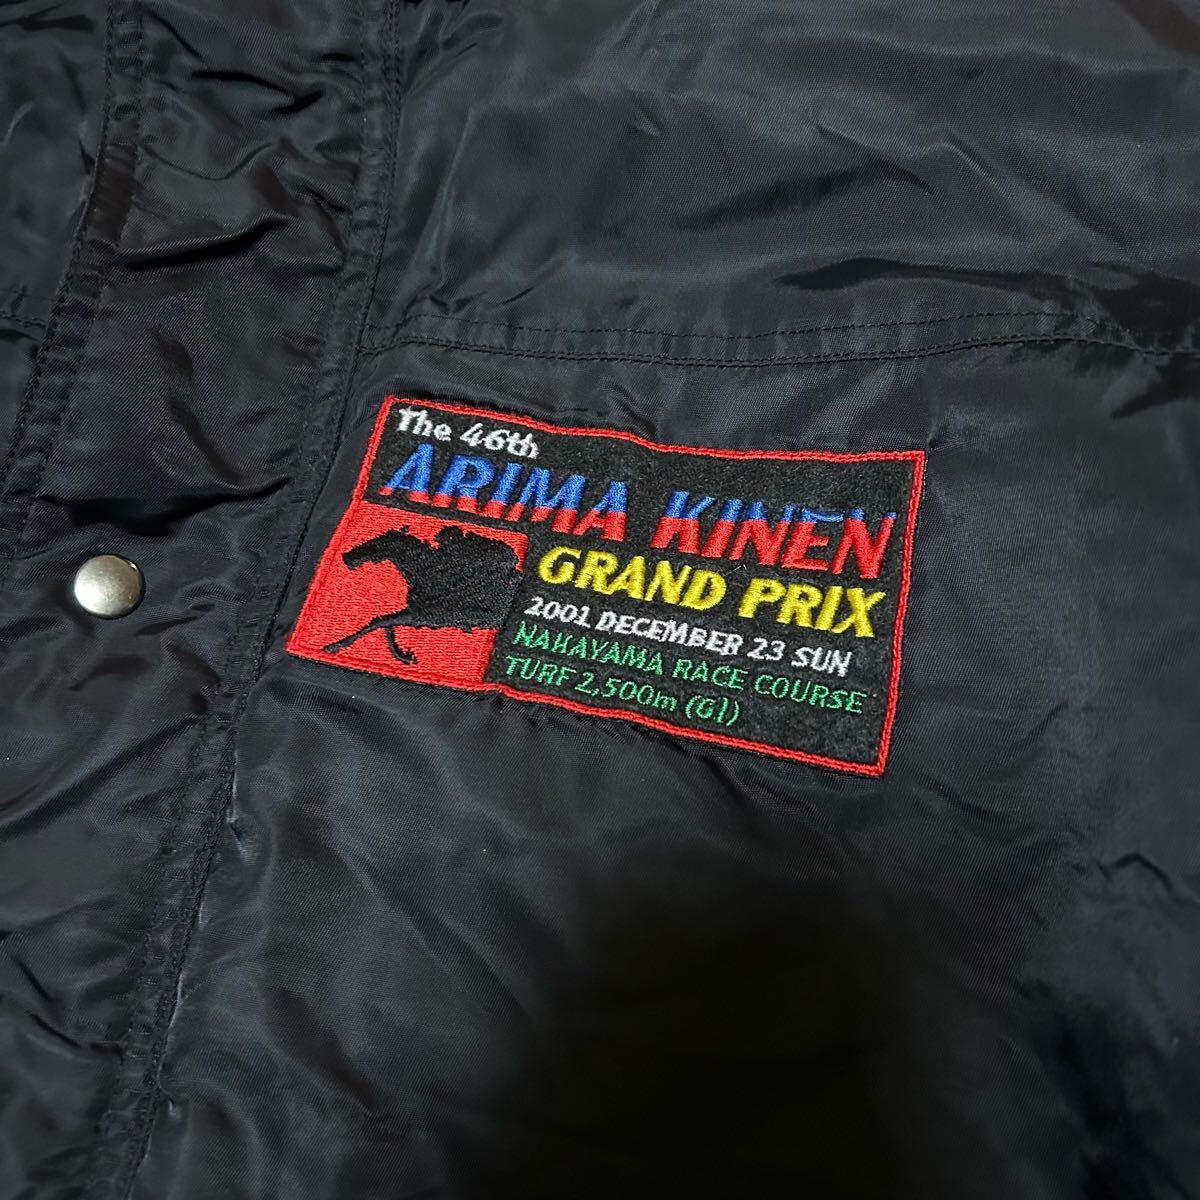 The 46th
ARIMA KINEN
GRAND PRIX
2001 DECEMBER 23 SUN
NAKAYAMA RACE COURSE
TURF 2,500m (G1)